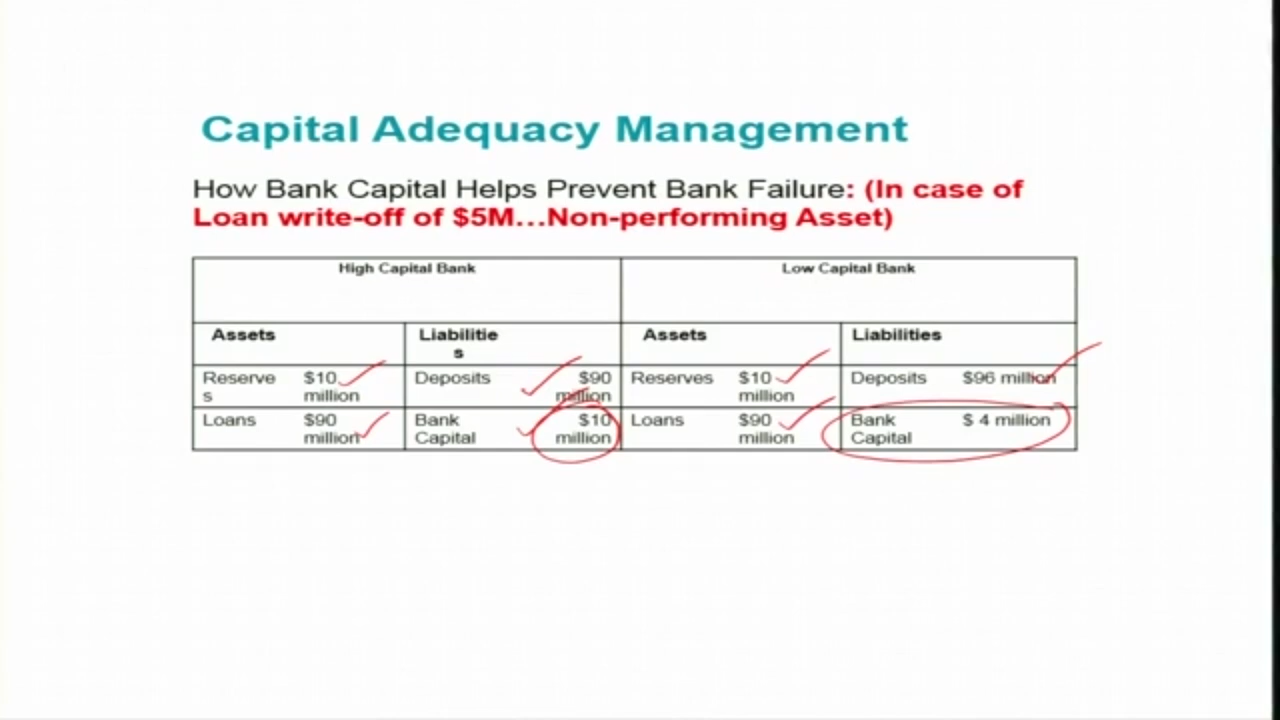 Capital Adequacy Management
How Bank Capital Helps Prevent Bank Failure: (In case of
Loan write-off of $5M…Non-performing Asset)
High Capital Bank Low Capital Bank
Assets Liabilitie Assets Liabilities
s
Reserve $10 Deposits $90 Reserves $10 Deposits $96 million
s million million million
Loans $90 Bank $10 Loans $90 Bank $ 4 million
million Capital million million Capital